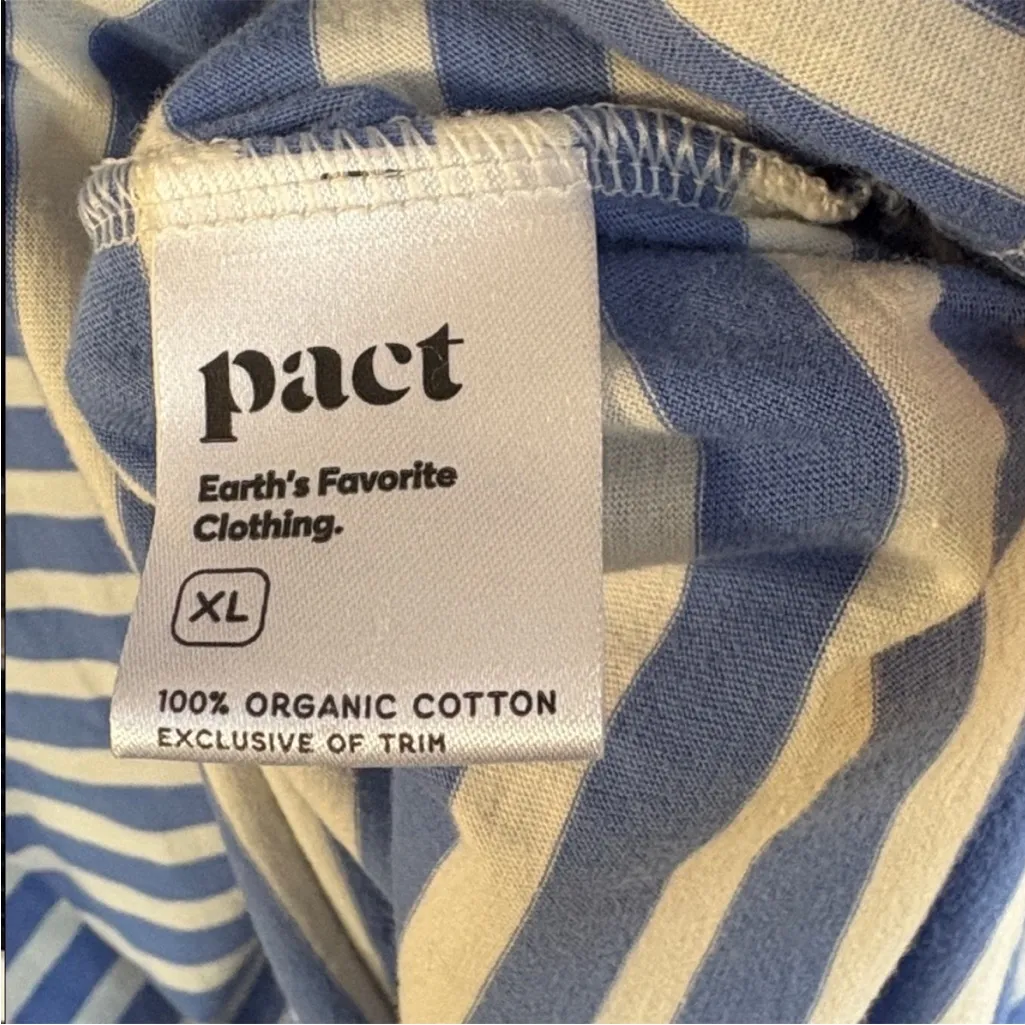 pact
Earth's Favorite
Clothing.
XL
100% ORGANIC COTTON
EXCLUSIVE OF TRIM